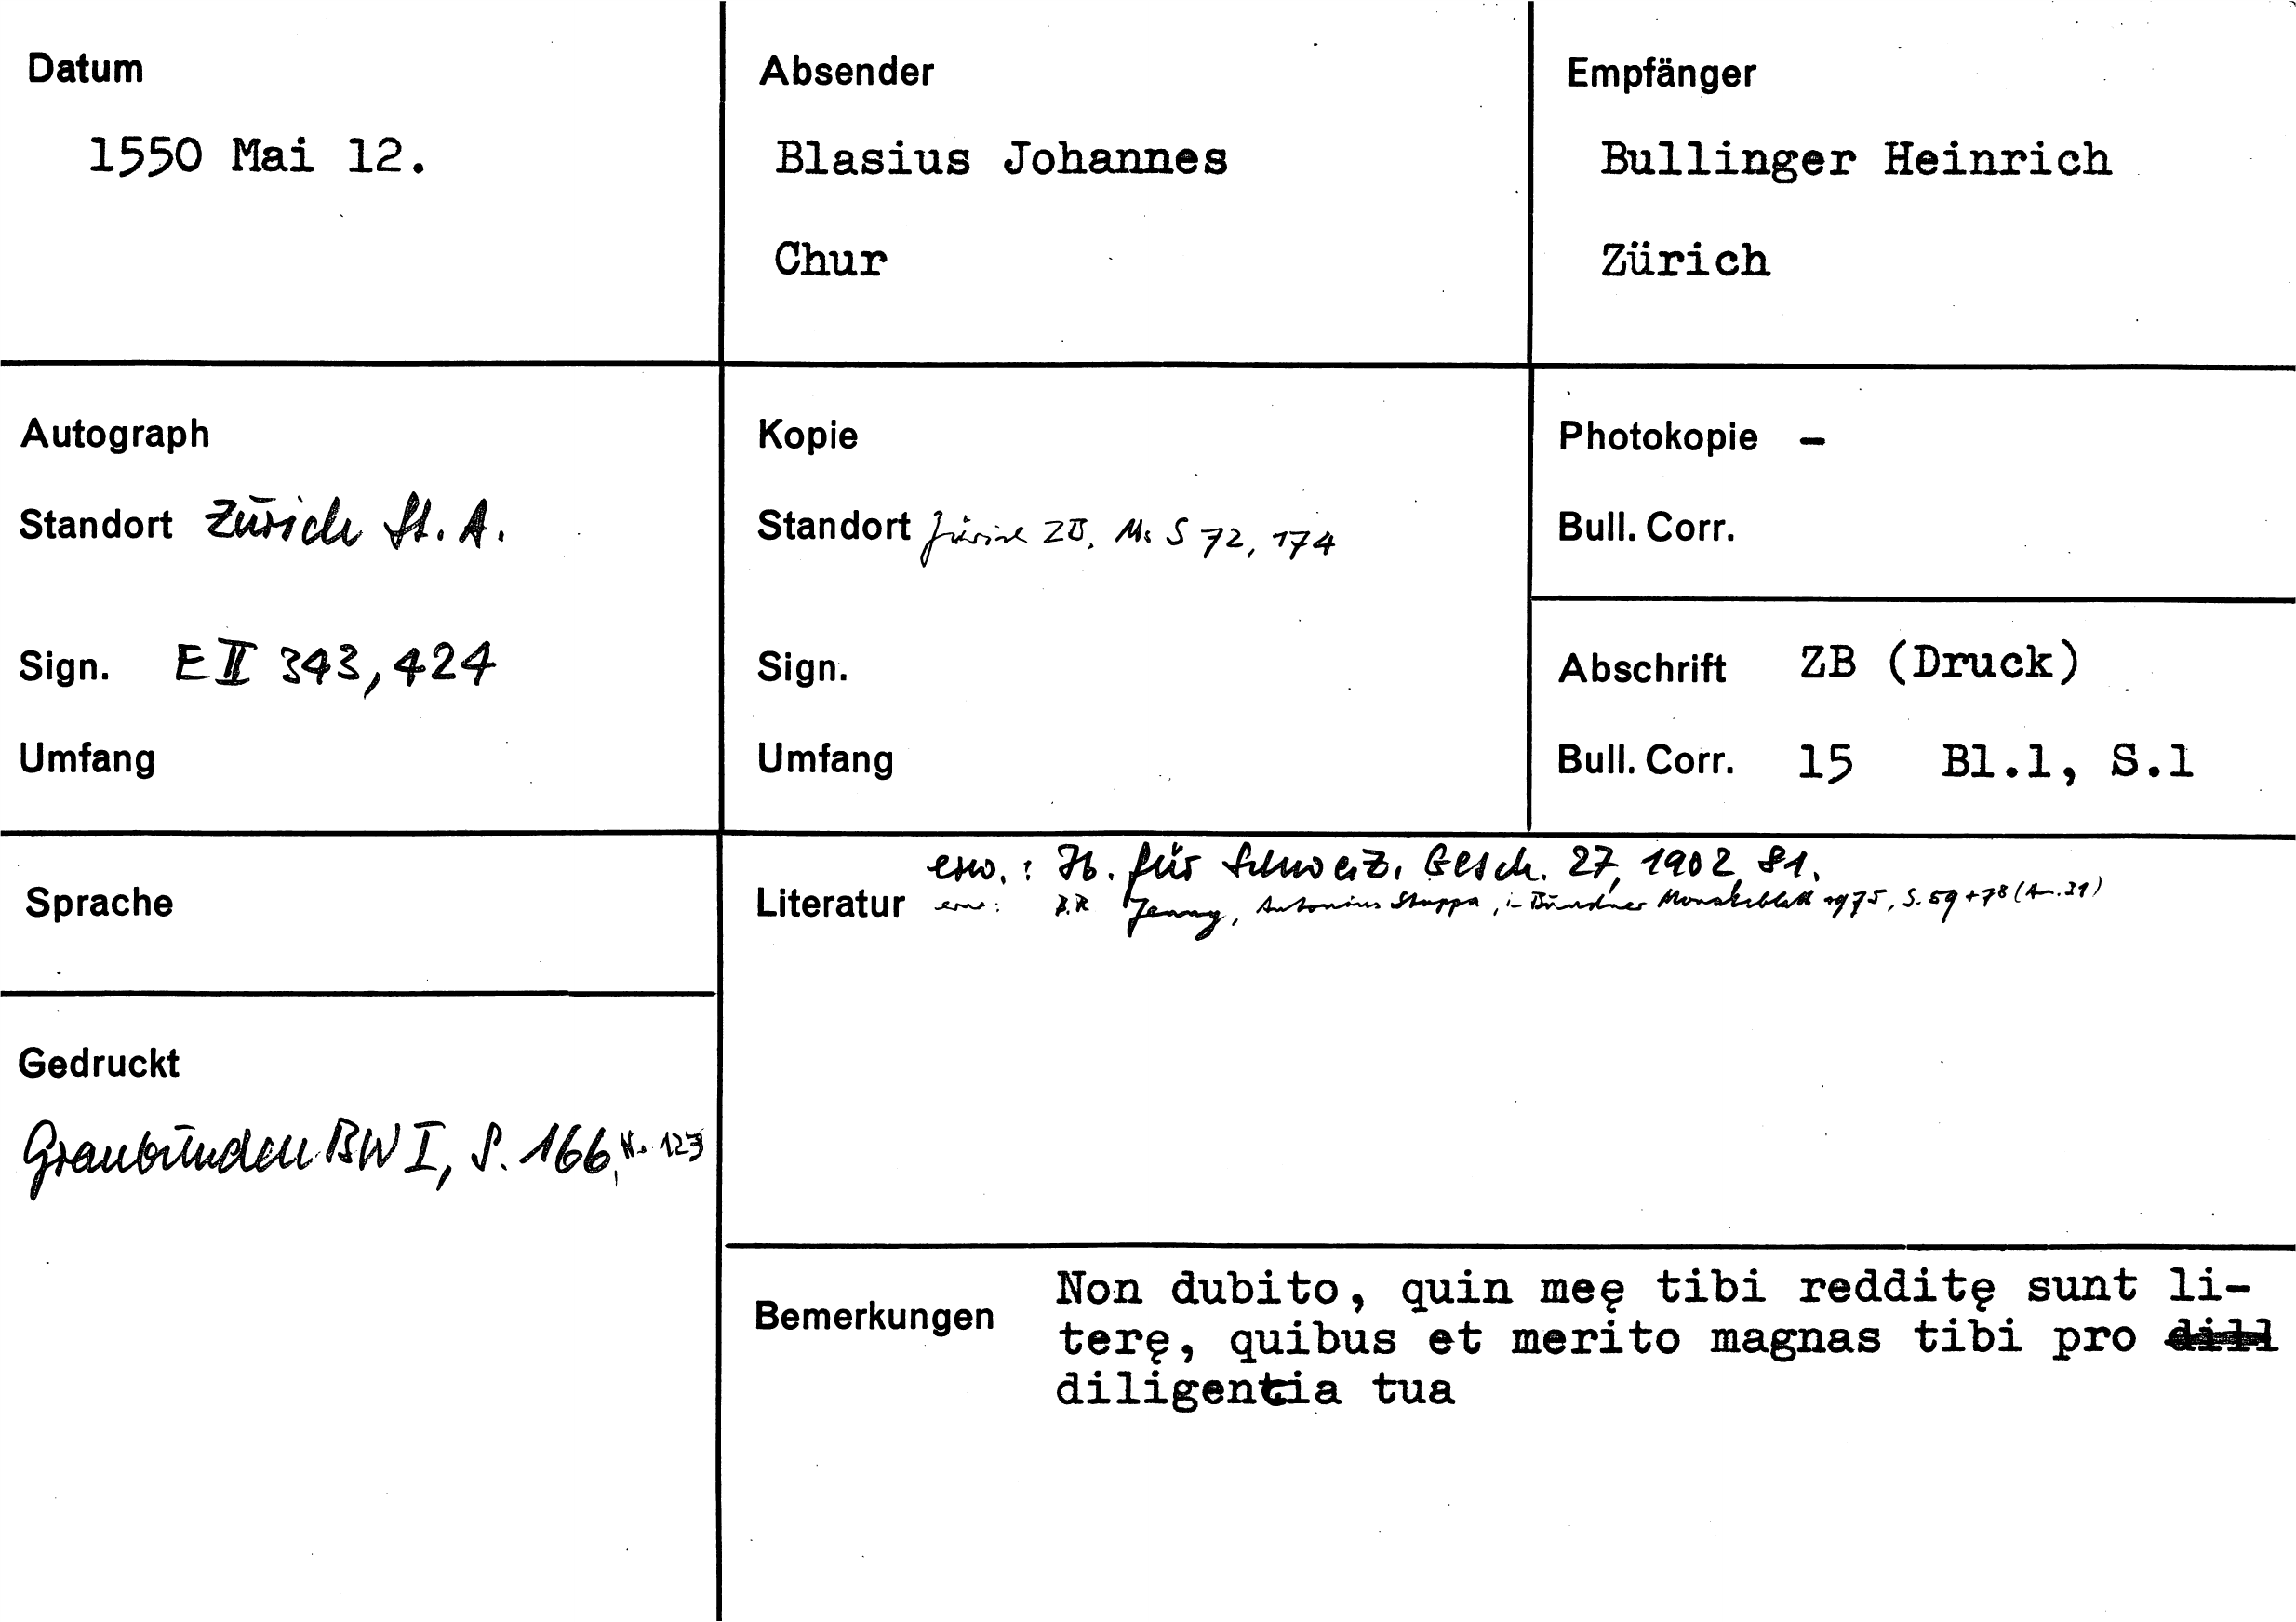 Datum
1550 Mai 12.
Absender
Blasius Johannes
Chur
Empfänger
Bullinger Heinrich
Zürich
Autograph
Standort Zürich St. A.
Sign. E II 343, 424
Umfang
Kopie
Standort Zürich ZB, Ms S 72, 174
Sign.
Umfang
Photokopie -
Bull. Corr.
Abschrift ZB (Druck)
Bull. Corr. 15 Bl.1, S.1
Sprache
Gedruckt
Graubünden BW I, S. 166, Nr. 123
Literatur
erw.: Jb. für Schweiz. Gesch. 27, 1902, 81.
erw: B.R Jenny, Antonius Stuppa, in Bündner Monatsblatt 1975, S. 59 + 78 (An. 31)
Bemerkungen
Non dubito, quin meę tibi redditę sunt li-
terę, quibus et merito magnas tibi pro dill
diligentia tua